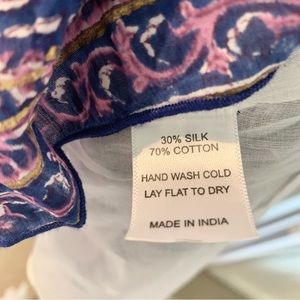 30% SILK
70% COTTON
HAND WASH COLD
LAY FLAT TO DRY
MADE IN INDIA